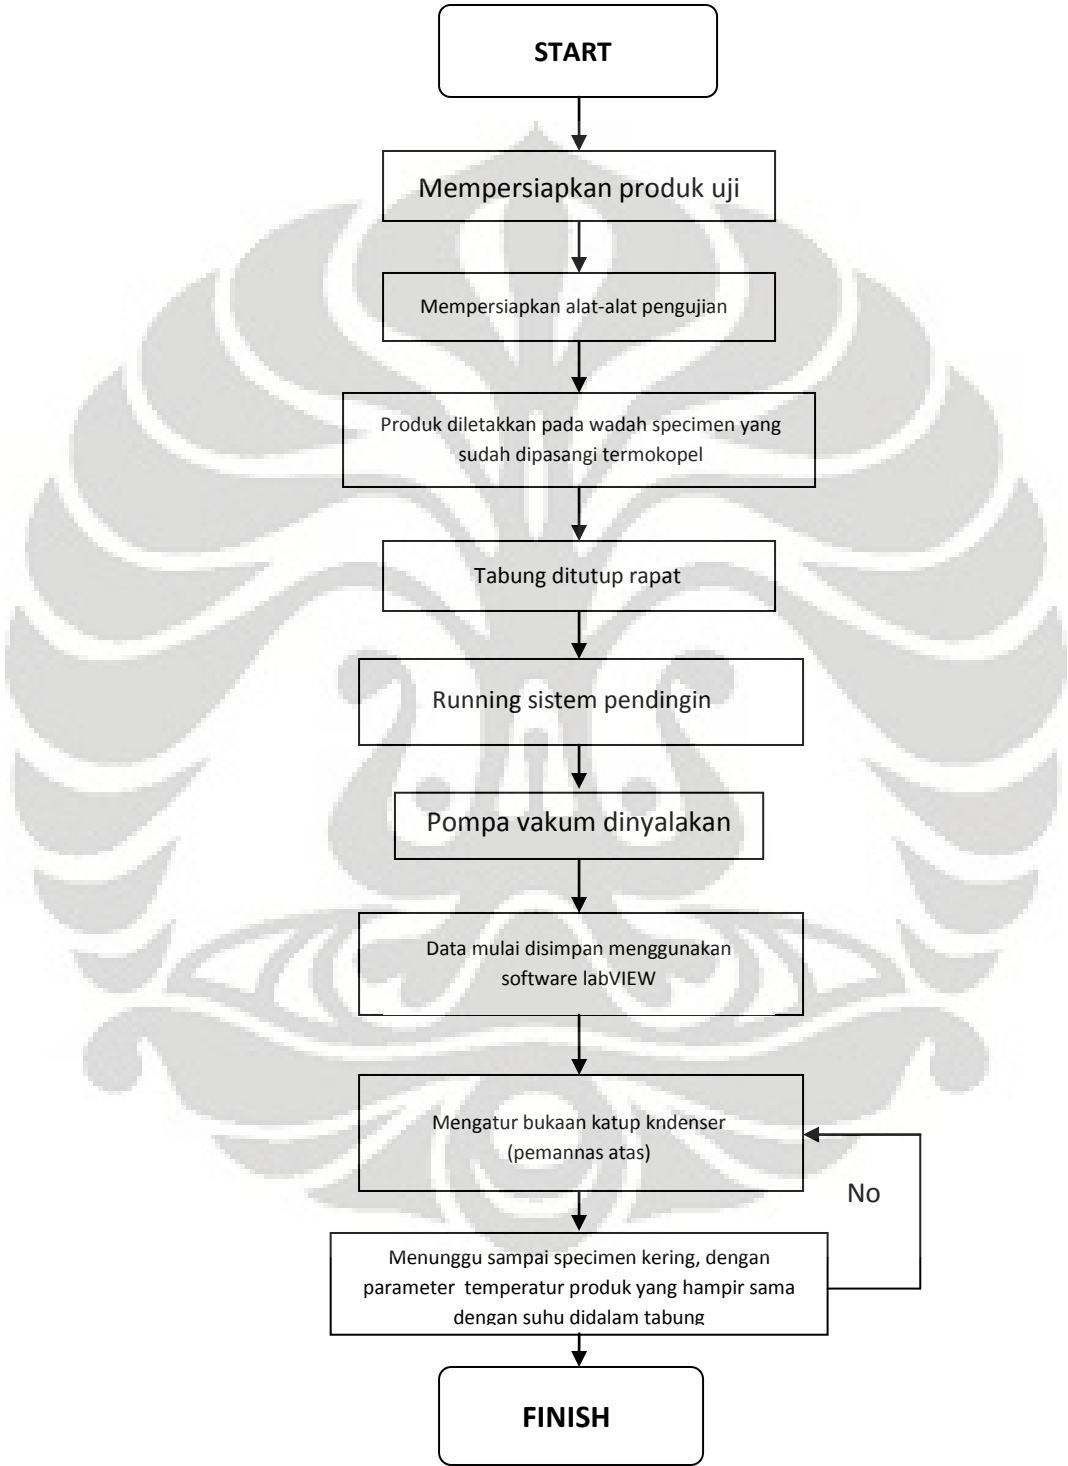 START
Mempersiapkan produk uji
Mempersiapkan alat-alat pengujian
Produk diletakkan pada wadah specimen yang
sudah dipasangi termokopel
Tabung ditutup rapat
Running sistem pendingin
Pompa vakum dinyalakan
Data mulai disimpan menggunakan
software labVIEW
Mengatur bukaan katup kndenser
(pemannas atas)
No
Menunggu sampai specimen kering, dengan
parameter temperatur produk yang hampir sama
dengan suhu didalam tabung
FINISH